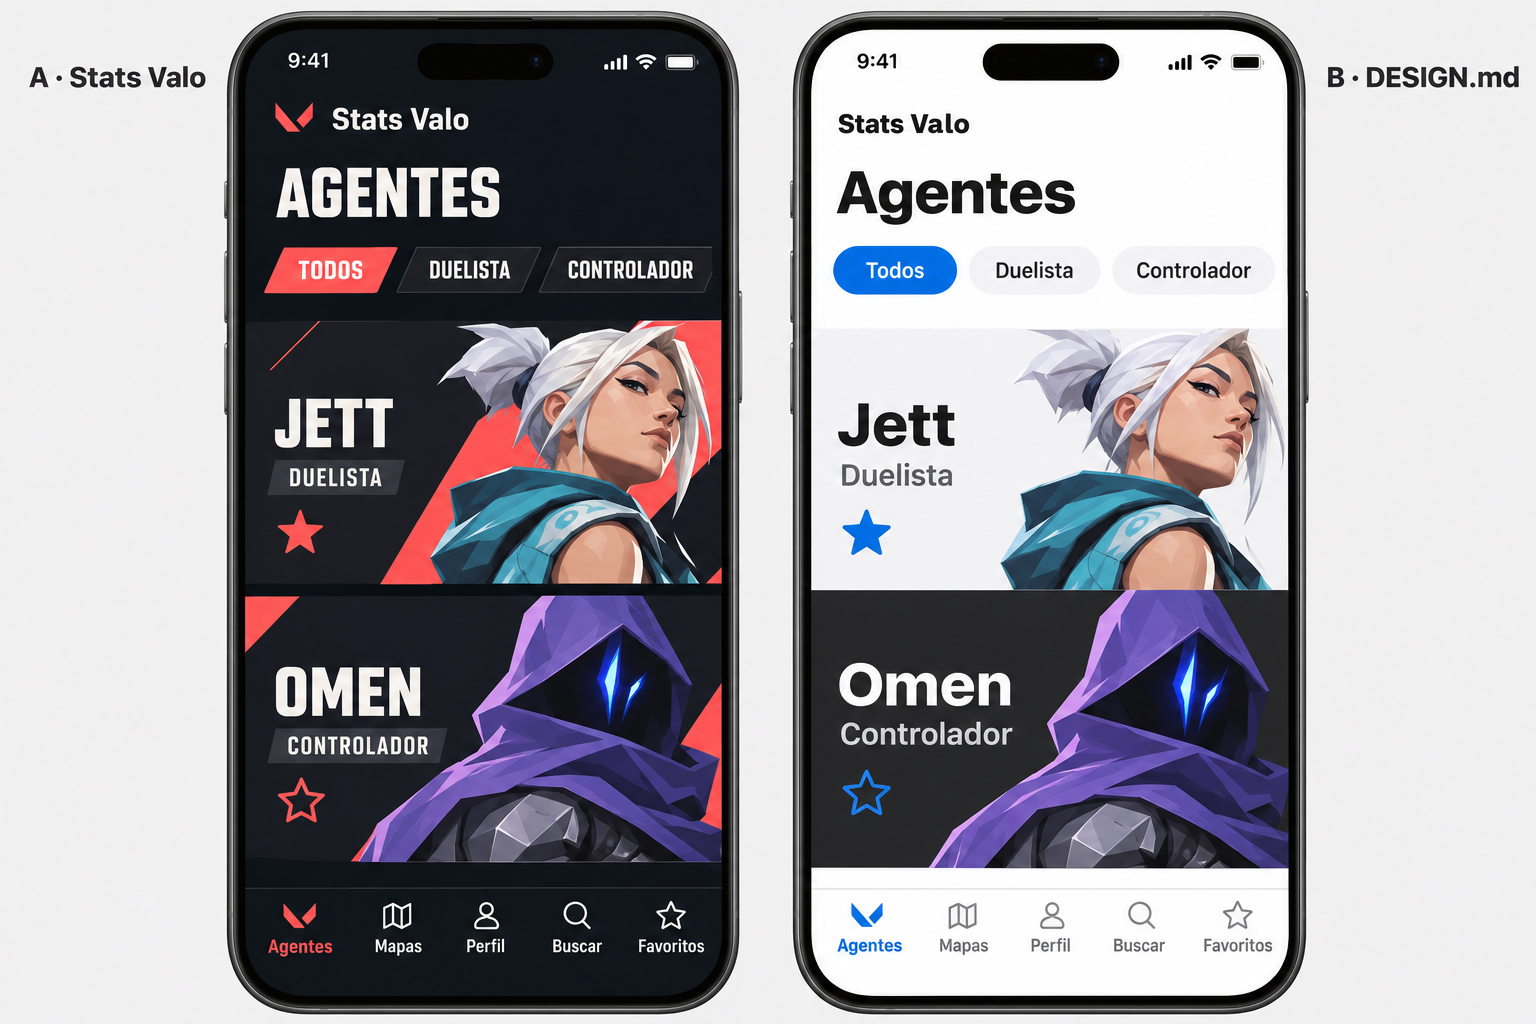 A · Stats Valo
9:41
Stats Valo
AGENTES
TODOS
DUELISTA
CONTROLADOR
JETT
DUELISTA
OMEN
CONTROLADOR
Agentes
Mapas
Perfil
Buscar
Favoritos
B · DESIGN.md
9:41
Stats Valo
Agentes
Todos
Duelista
Controlador
Jett
Duelista
Omen
Controlador
Agentes
Mapas
Perfil
Buscar
Favoritos